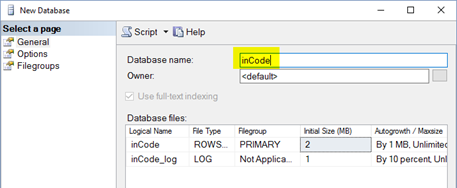 New Database
Select a page
General
Options
Filegroups
Script
Help
Database name:
inCode
Owner:
<default>
Use full-text indexing
Database files:
Logical Name File Type Filegroup Initial Size (MB) Autogrowth / Maxsize
inCode ROWS... PRIMARY 2 By 1 MB, Unlimited
inCode_log LOG Not Applica... 1 By 10 percent, Unl